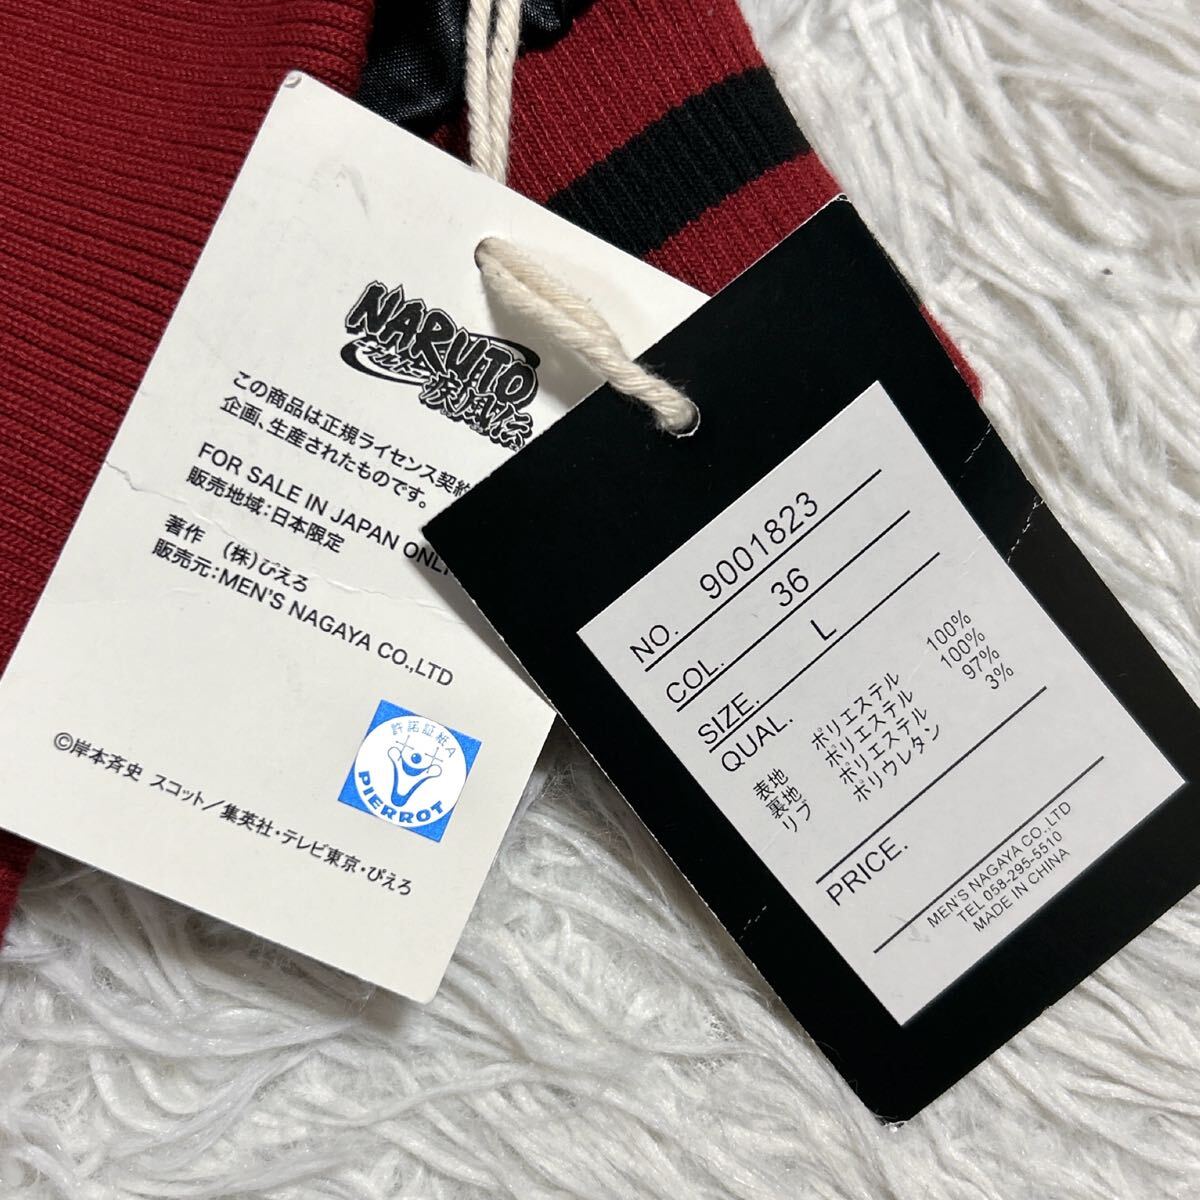 NARUTO
ナルト
疾風伝
この商品は正規ライセンス契約
企画、生産されたものです。
FOR SALE IN JAPAN ONL
販売地域：日本限定
著作 (株)ぴえろ
販売元：MEN'S NAGAYA CO.,LTD
許諾証紙A
PIERROT
©岸本斉史 スコット／集英社・テレビ東京・ぴえろ
NO. 9001823
COL. 36
SIZE. L
QUAL.
表地 ポリエステル 100%
裏地 ポリエステル 100%
リブ ポリエステル 97%
ポリウレタン 3%
PRICE.
MEN'S NAGAYA CO.,LTD
TEL 058-295-5510
MADE IN CHINA